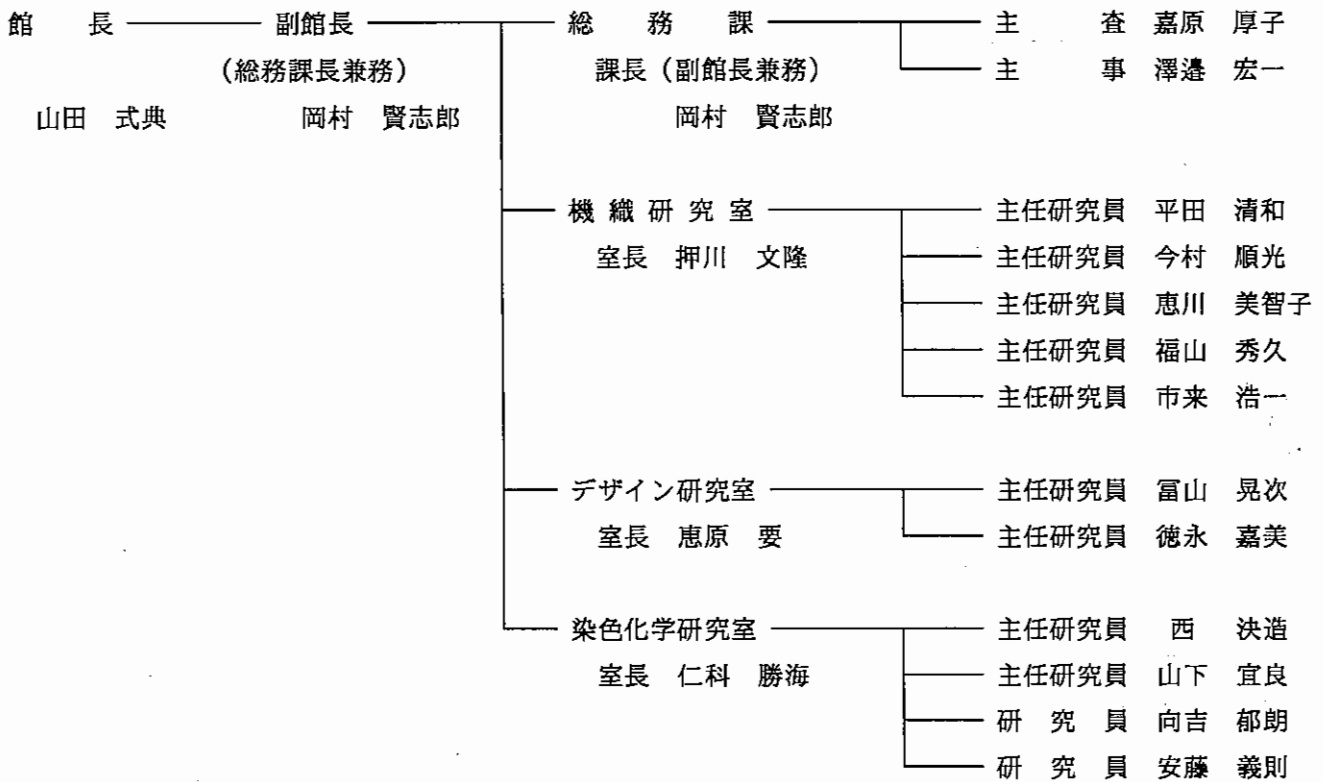 館長 副館長 総務課 主査 嘉原 厚子
(総務課長兼務) 課長(副館長兼務) 主事 澤邉 宏一
山田 式典 岡村 賢志郎 岡村 賢志郎
機織研究室 主任研究員 平田 清和
室長 押川 文隆 主任研究員 今村 順光
主任研究員 恵川 美智子
主任研究員 福山 秀久
主任研究員 市来 浩一
デザイン研究室 主任研究員 冨山 晃次
室長 恵原 要 主任研究員 徳永 嘉美
染色化学研究室 主任研究員 西 決造
室長 仁科 勝海 主任研究員 山下 宜良
研究員 向吉 郁朗
研究員 安藤 義則